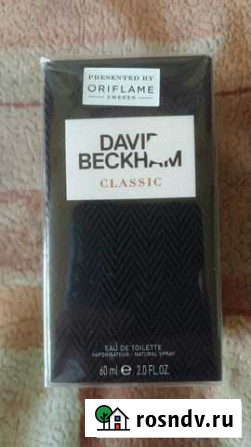 PRESENTED BY
ORIFLAME
SWEDEN
DAVID
BECKHAM
CLASSIC
EAU DE TOILETTE
VAPORISATEUR - NATURAL SPRAY
60 ml ℮ 2.0 FL.OZ.
rosndv.ru